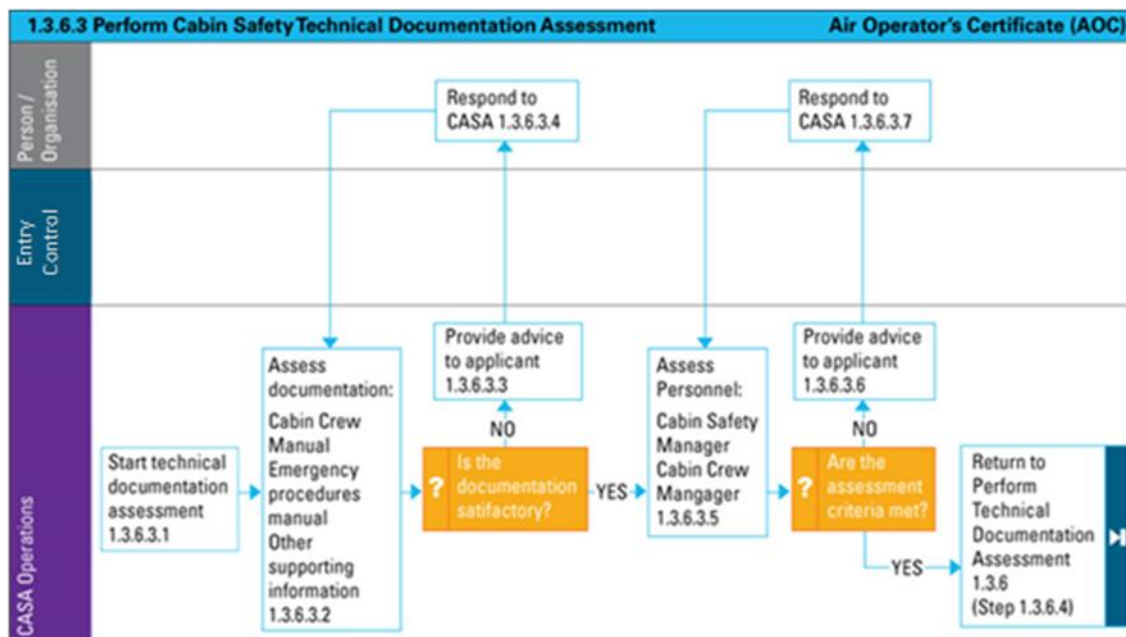 1.3.6.3 Perform Cabin Safety Technical Documentation Assessment
Air Operator's Certificate (AOC)
Person /
Organisation
Respond to
CASA 1.3.6.3.4
Respond to
CASA 1.3.6.3.7
Entry
Control
CASA Operations
Start technical
documentation
assessment
1.3.6.3.1
Assess
documentation:
Cabin Crew
Manual
Emergency
procedures
manual
Other
supporting
information
1.3.6.3.2
Provide advice
to applicant
1.3.6.3.3
NO
?
Is the
documentation
satifactory?
YES
Assess
Personnel:
Cabin Safety
Manager
Cabin Crew
Mangager
1.3.6.3.5
Provide advice
to applicant
1.3.6.3.6
NO
?
Are the
assessment
criteria met?
YES
Return to
Perform
Technical
Documentation
Assessment
1.3.6
(Step 1.3.6.4)